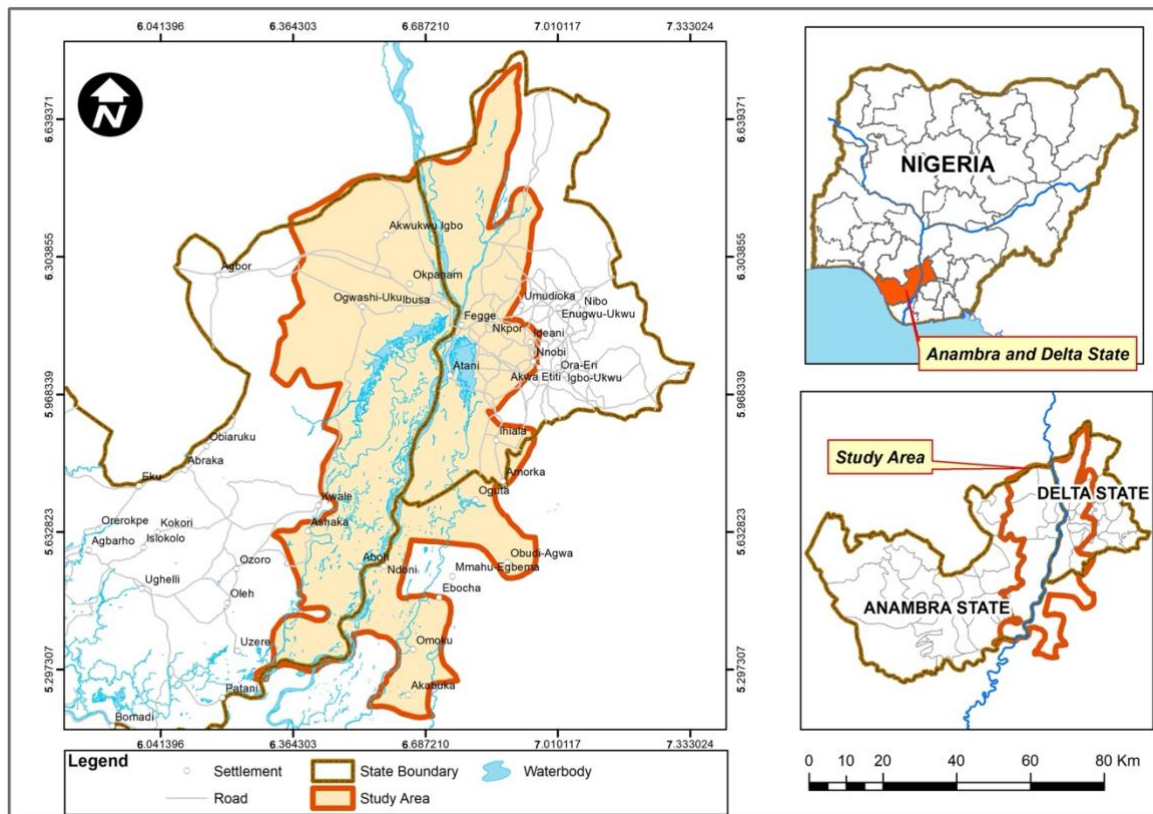 6.041396 6.364303 6.687210 7.010117 7.333024
6.639371
6.303855
5.968339
5.632823
5.297307
N
Akwukwu Igbo
Agbor
Okpanam
Ogwashi-Uku
Ibusa
Umudioka
Nibo
Enugwu-Ukwu
Fegge
Nkpor
Ideani
Nnobi
Atani
Ora-Eri
Akwa Etiti
Igbo-Ukwu
Obiaruku
Ihiala
Abraka
Eku
Amorka
Oguta
Kwale
Ashaka
Orerokpe
Kokori
Agbarho
Islokolo
Obudi-Agwa
Aboh
Ndoni
Mmahu-Egbema
Ozoro
Ughelli
Ebocha
Oleh
Uzere
Omoku
Patani
Akabuka
Bomadi
6.639371
6.303855
5.968339
5.632823
5.297307
6.041396 6.364303 6.687210 7.010117 7.333024
Legend
Settlement
State Boundary
Waterbody
Road
Study Area
NIGERIA
Anambra and Delta State
Study Area
DELTA STATE
ANAMBRA STATE
0 10 20 40 60 80 Km